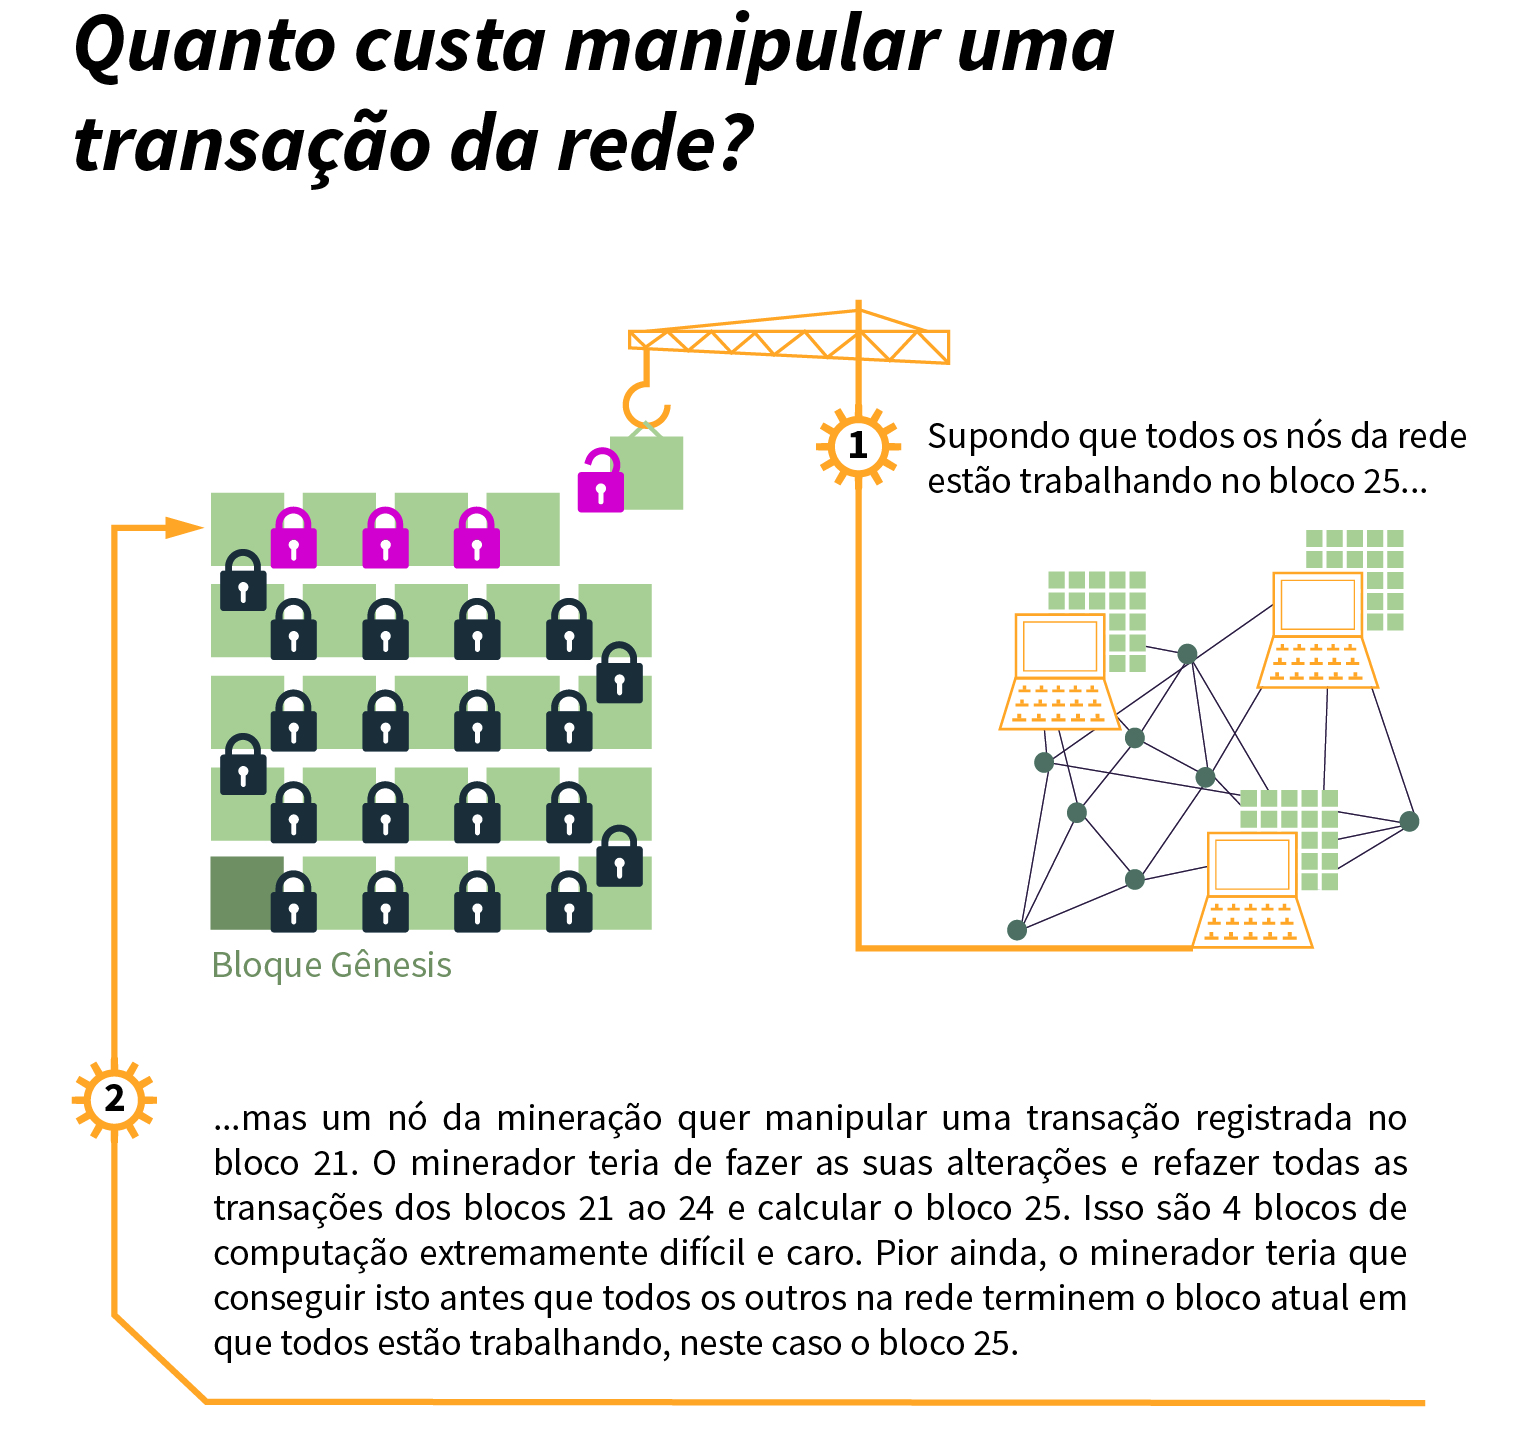 Quanto custa manipular uma
transação da rede?
1
Supondo que todos os nós da rede
estão trabalhando no bloco 25...
Bloque Gênesis
2
...mas um nó da mineração quer manipular uma transação registrada no
bloco 21. O minerador teria de fazer as suas alterações e refazer todas as
transações dos blocos 21 ao 24 e calcular o bloco 25. Isso são 4 blocos de
computação extremamente difícil e caro. Pior ainda, o minerador teria que
conseguir isto antes que todos os outros na rede terminem o bloco atual em
que todos estão trabalhando, neste caso o bloco 25.